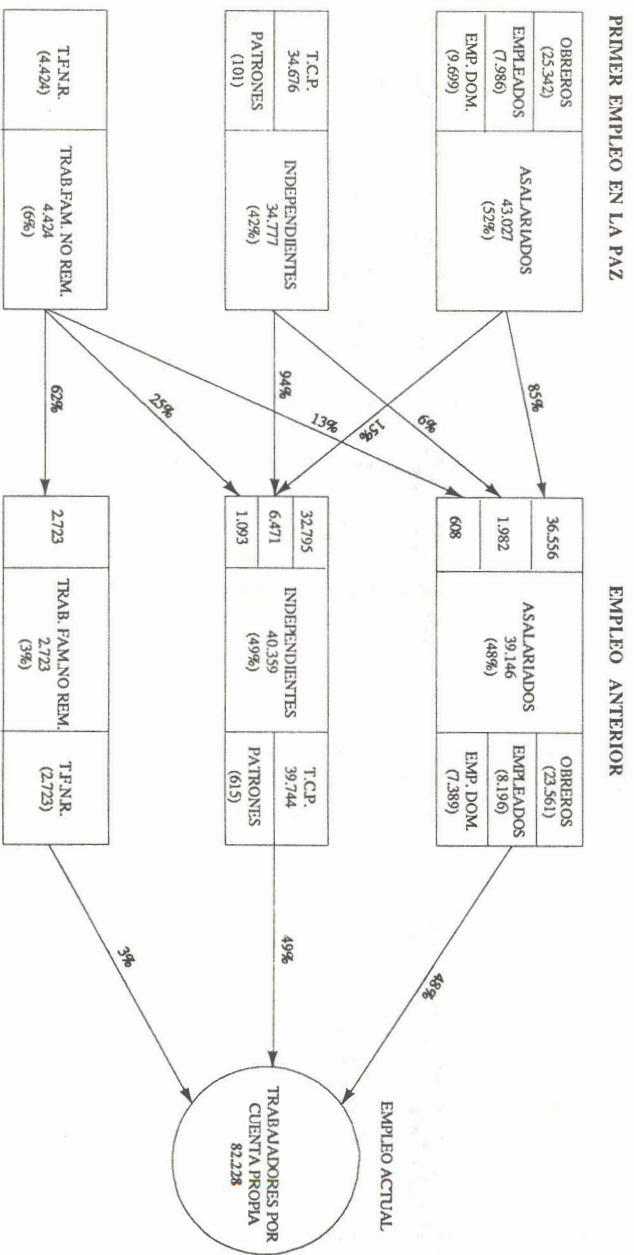 PRIMER EMPLEO EN LA PAZ
EMPLEO ANTERIOR
EMPLEO ACTUAL
OBREROS
(25.342)
EMPLEADOS
(7.986)
EMP. DOM.
(9.699)
ASALARIADOS
43.027
(52%)
T.C.P.
34.676
PATRONES
(101)
INDEPENDIENTES
34.777
(42%)
T.F.N.R.
(4.424)
TRAB.FAM. NO REM.
4.424
(6%)
85%
15%
6%
94%
13%
25%
62%
36.556
1.982
608
ASALARIADOS
39.146
(48%)
OBREROS
(23.561)
EMPLEADOS
(8.196)
EMP. DOM.
(7.389)
32.795
6.471
1.093
INDEPENDIENTES
40.359
(49%)
T.C.P.
39.744
PATRONES
(615)
2.723
TRAB. FAM.NO REM.
2.723
(3%)
T.F.N.R.
(2.723)
48%
49%
3%
TRABAJADORES POR
CUENTA PROPIA
82.228